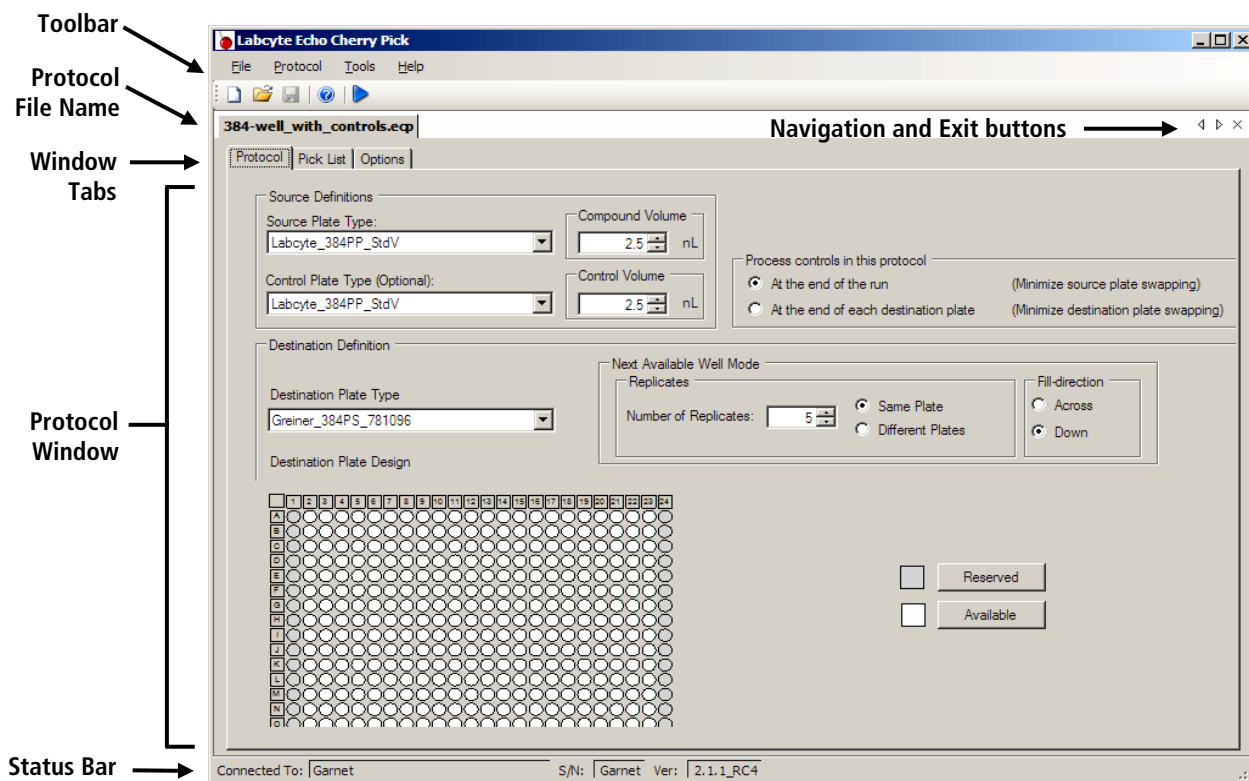 Toolbar
Labcyte Echo Cherry Pick
File Protocol Tools Help
Protocol
File Name
384-well_with_controls.ecp
Navigation and Exit buttons
Window
Tabs
Protocol Pick List Options
Source Definitions
Source Plate Type:
Labcyte_384PP_StdV
Compound Volume
2.5 nL
Control Plate Type (Optional):
Labcyte_384PP_StdV
Control Volume
2.5 nL
Process controls in this protocol
At the end of the run (Minimize source plate swapping)
At the end of each destination plate (Minimize destination plate swapping)
Destination Definition
Destination Plate Type
Greiner_384PS_781096
Next Available Well Mode
Replicates
Number of Replicates: 5
Same Plate
Different Plates
Fill-direction
Across
Down
Protocol
Window
Destination Plate Design
1 2 3 4 5 6 7 8 9 10 11 12 13 14 15 16 17 18 19 20 21 22 23 24
A
B
C
D
E
F
G
H
I
J
K
L
M
N
O
Reserved
Available
Status Bar
Connected To: Garnet S/N: Garnet Ver: 2.1.1_RC4